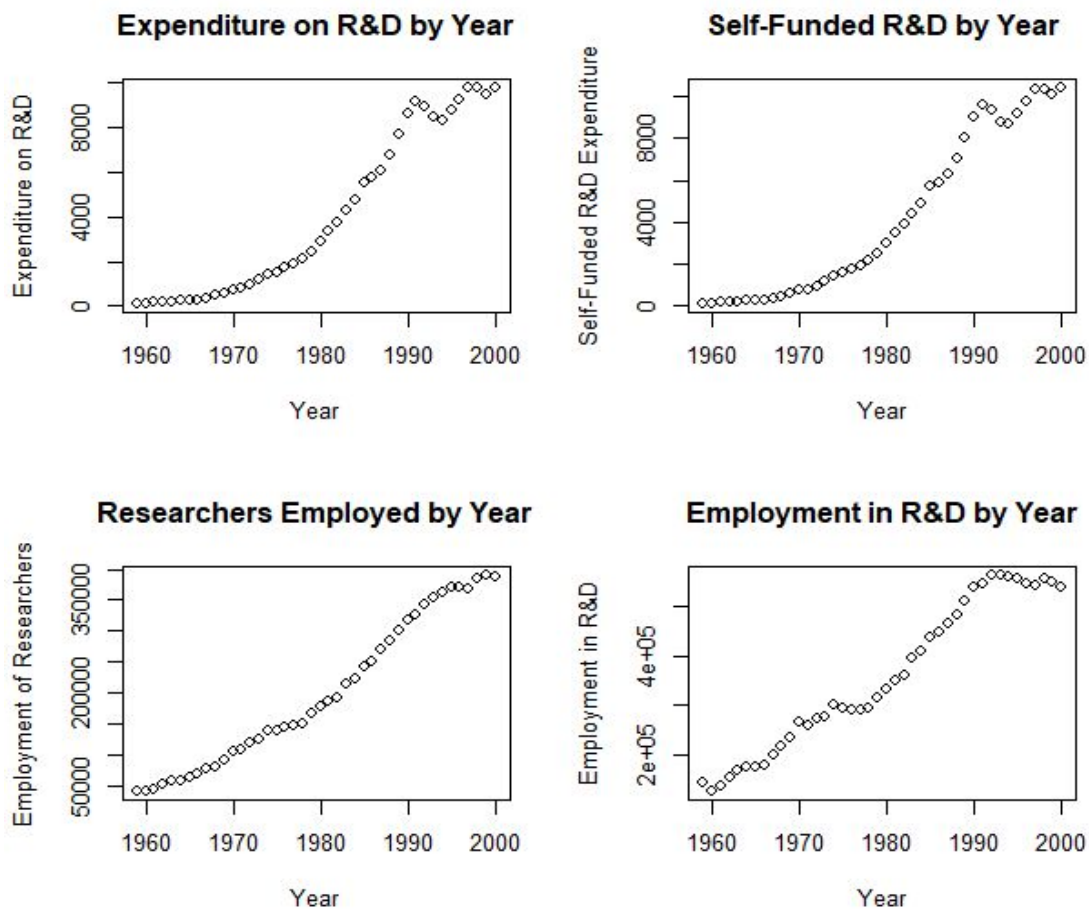 Expenditure on R&D by Year
Expenditure on R&D
0 4000 8000
1960 1970 1980 1990 2000
Year
Self-Funded R&D by Year
Self-Funded R&D Expenditure
0 4000 8000
1960 1970 1980 1990 2000
Year
Researchers Employed by Year
Employment of Researchers
50000 200000 350000
1960 1970 1980 1990 2000
Year
Employment in R&D by Year
Employment in R&D
2e+05 4e+05
1960 1970 1980 1990 2000
Year